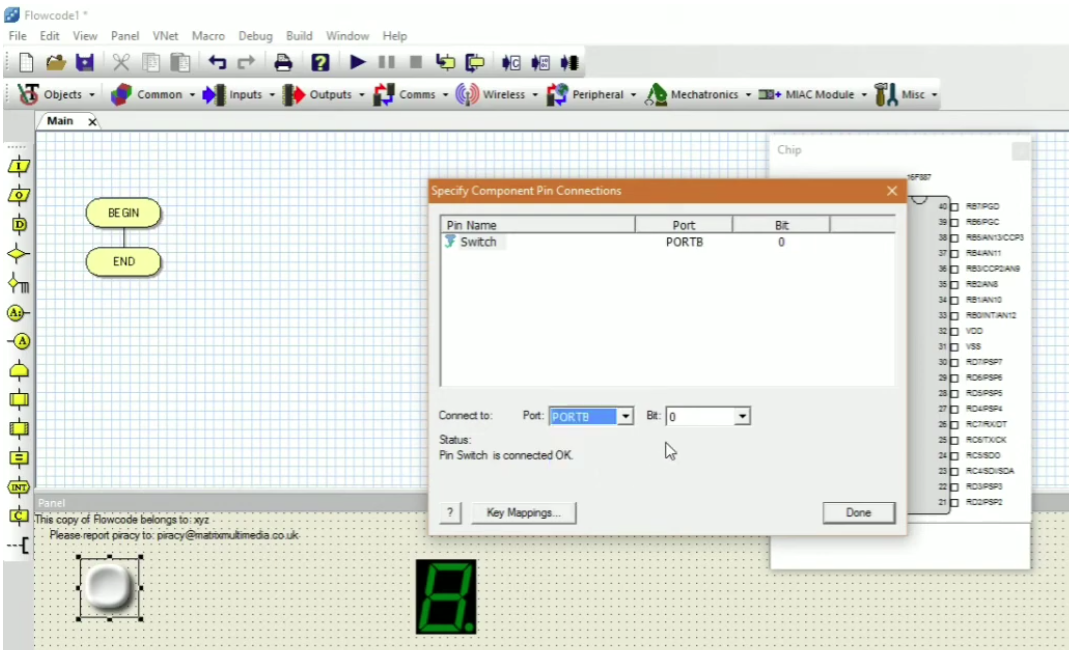 Flowcode1 *
File Edit View Panel VNet Macro Debug Build Window Help
Objects Common Inputs Outputs Comms Wireless Peripheral Mechatronics MIAC Module Misc
Main x
BEGIN
END
Chip
16F887
40 RB7/PGD
39 RB6/PGC
38 RB5/AN13/CCP3
37 RB4/AN11
36 RB3/CCP2/AN9
35 RB2/AN8
34 RB1/AN10
33 RB0/INT/AN12
32 VDD
31 VSS
30 RD7/PSP7
29 RD6/PSP6
28 RD5/PSP5
27 RD4/PSP4
26 RC7/RX/DT
25 RC6/TX/CK
24 RC5/SDO
23 RC4/SDI/SDA
22 RD3/PSP3
21 RD2/PSP2
Specify Component Pin Connections
Pin Name Port Bit
Switch PORTB 0
Connect to: Port: PORTB Bit: 0
Status:
Pin Switch is connected OK.
? Key Mappings... Done
Panel
This copy of Flowcode belongs to: xyz
Please report piracy to: piracy@matrixmultimedia.co.uk
8.